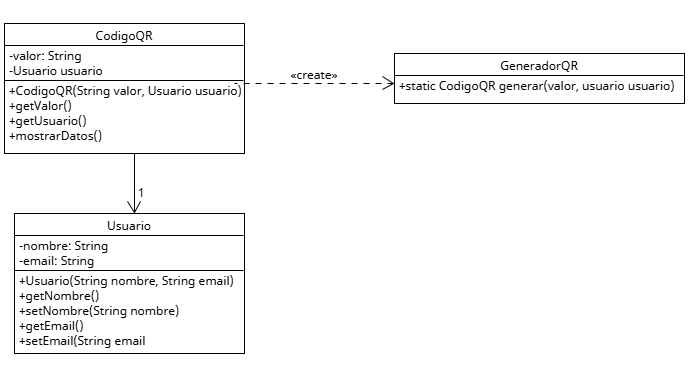 CodigoQR
-valor: String
-Usuario usuario
+CodigoQR(String valor, Usuario usuario)
+getValor()
+getUsuario()
+mostrarDatos()
«create»
GeneradorQR
+static CodigoQR generar(valor, usuario usuario)
1
Usuario
-nombre: String
-email: String
+Usuario(String nombre, String email)
+getNombre()
+setNombre(String nombre)
+getEmail()
+setEmail(String email